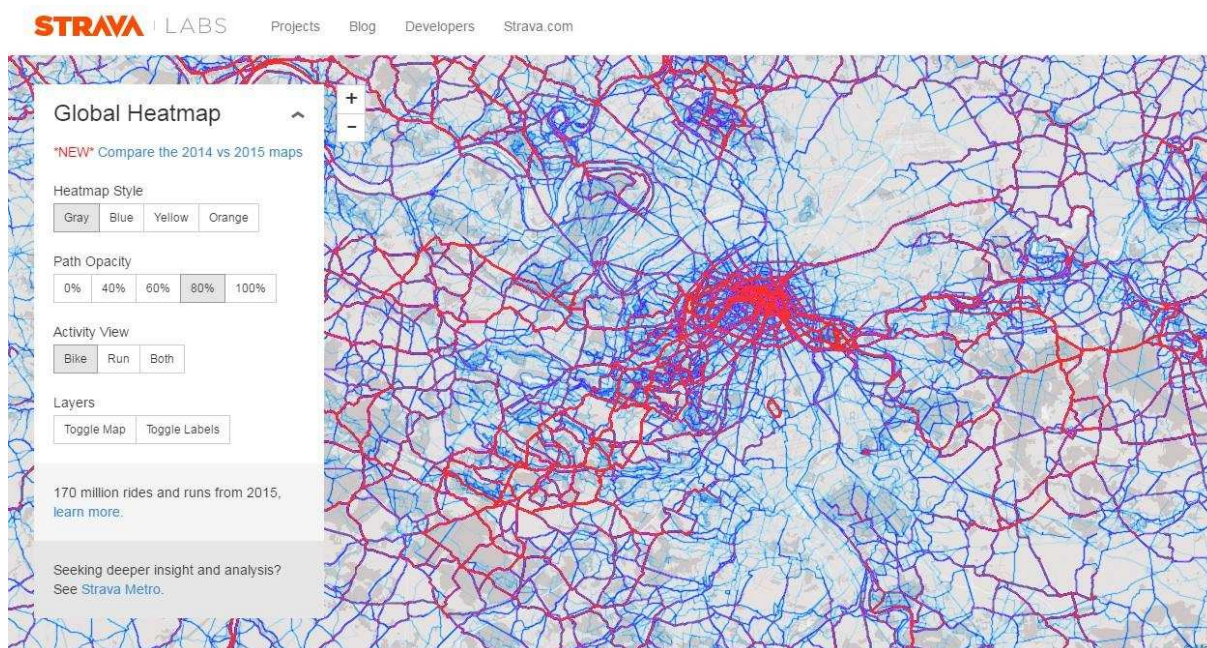 STRAVA LABS Projects Blog Developers Strava.com
Global Heatmap
+
−
*NEW* Compare the 2014 vs 2015 maps
Heatmap Style
Gray Blue Yellow Orange
Path Opacity
0% 40% 60% 80% 100%
Activity View
Bike Run Both
Layers
Toggle Map Toggle Labels
170 million rides and runs from 2015,
learn more.
Seeking deeper insight and analysis?
See Strava Metro.